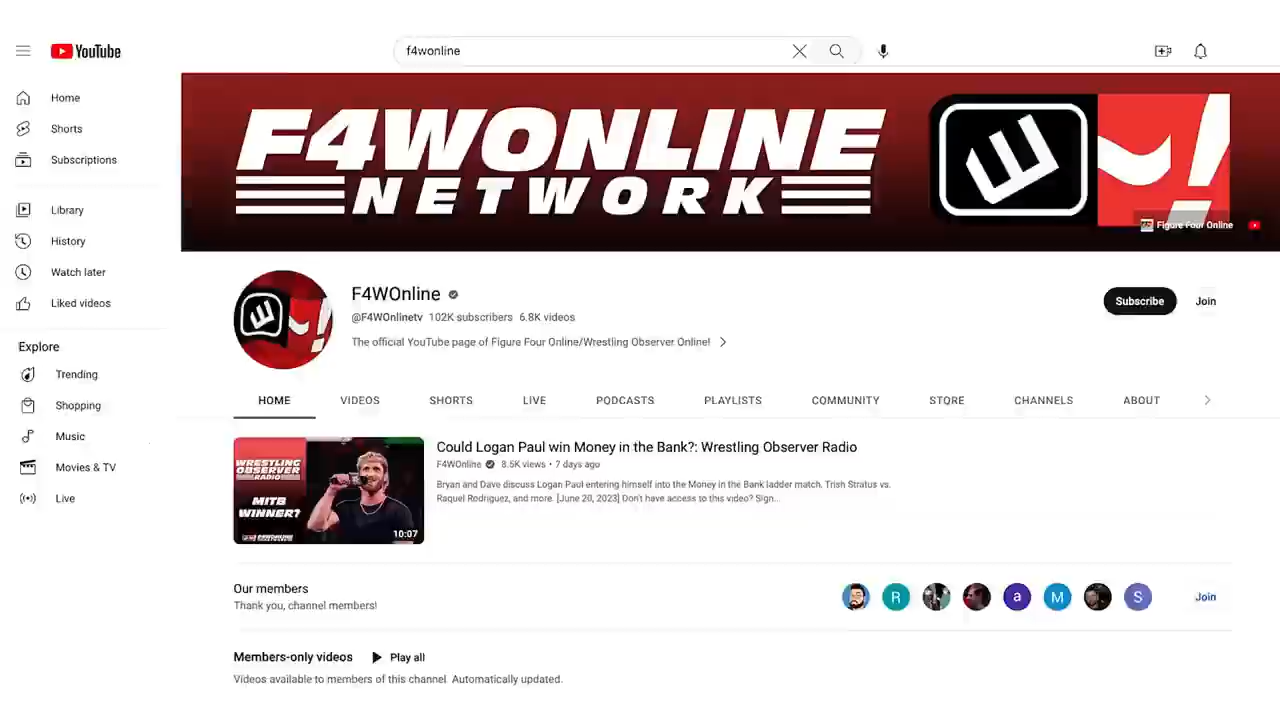 YouTube
f4wonline
Home
Shorts
Subscriptions
Library
History
Watch later
Liked videos
Explore
Trending
Shopping
Music
Movies & TV
Live
F4WONLINE
NETWORK
Figure Four Online
F4WOnline
@F4WOnlinetv 102K subscribers 6.8K videos
The official YouTube page of Figure Four Online/Wrestling Observer Online!
Subscribe
Join
HOME VIDEOS SHORTS LIVE PODCASTS PLAYLISTS COMMUNITY STORE CHANNELS ABOUT
WRESTLING
OBSERVER
RADIO
MITB
WINNER?
F4WONLINE
10:07
Could Logan Paul win Money in the Bank?: Wrestling Observer Radio
F4WOnline 8.5K views • 7 days ago
Bryan and Dave discuss Logan Paul entering himself into the Money in the Bank ladder match. Trish Stratus vs.
Raquel Rodriguez, and more. [June 20, 2023] Don't have access to this video? Sign...
Our members
Thank you, channel members!
R a M S
Join
Members-only videos Play all
Videos available to members of this channel. Automatically updated.